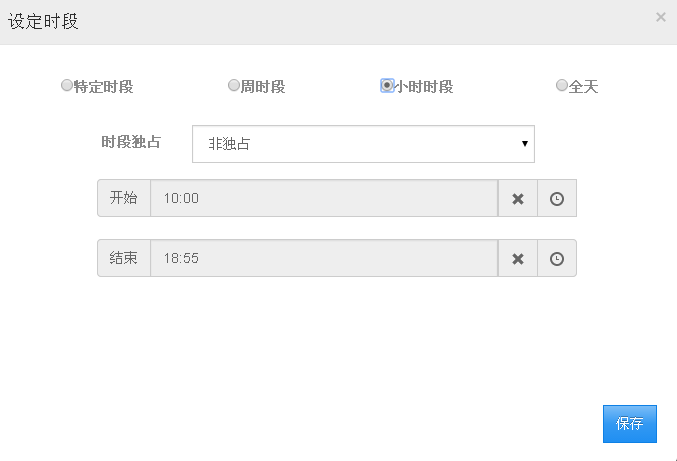 设定时段 ×
特定时段 周时段 小时时段 全天
时段独占 非独占
开始 10:00
结束 18:55
保存